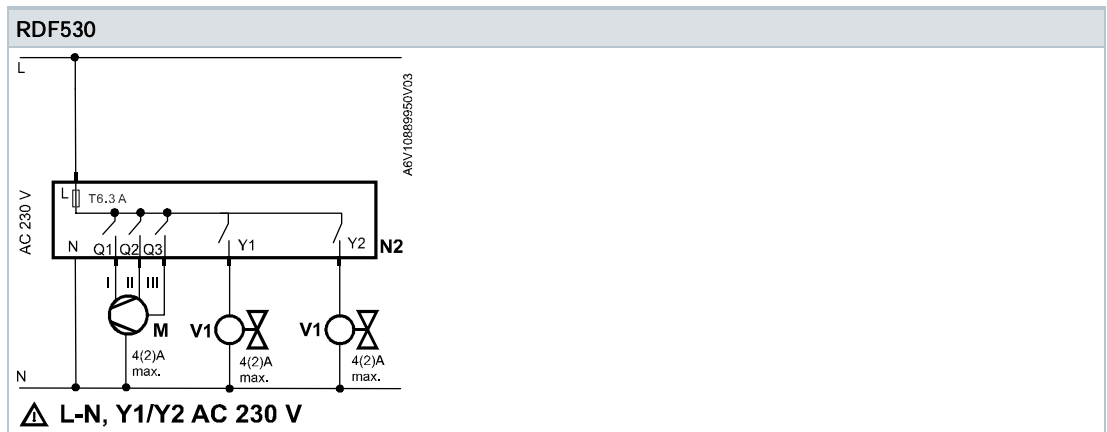 RDF530
L
A6V10889950V03
AC 230 V
L
T6.3 A
N
Q1
Q2
Q3
Y1
Y2
N2
I
II
III
M
V1
V1
4(2)A
max.
4(2)A
max.
4(2)A
max.
N
⚠ L-N, Y1/Y2 AC 230 V